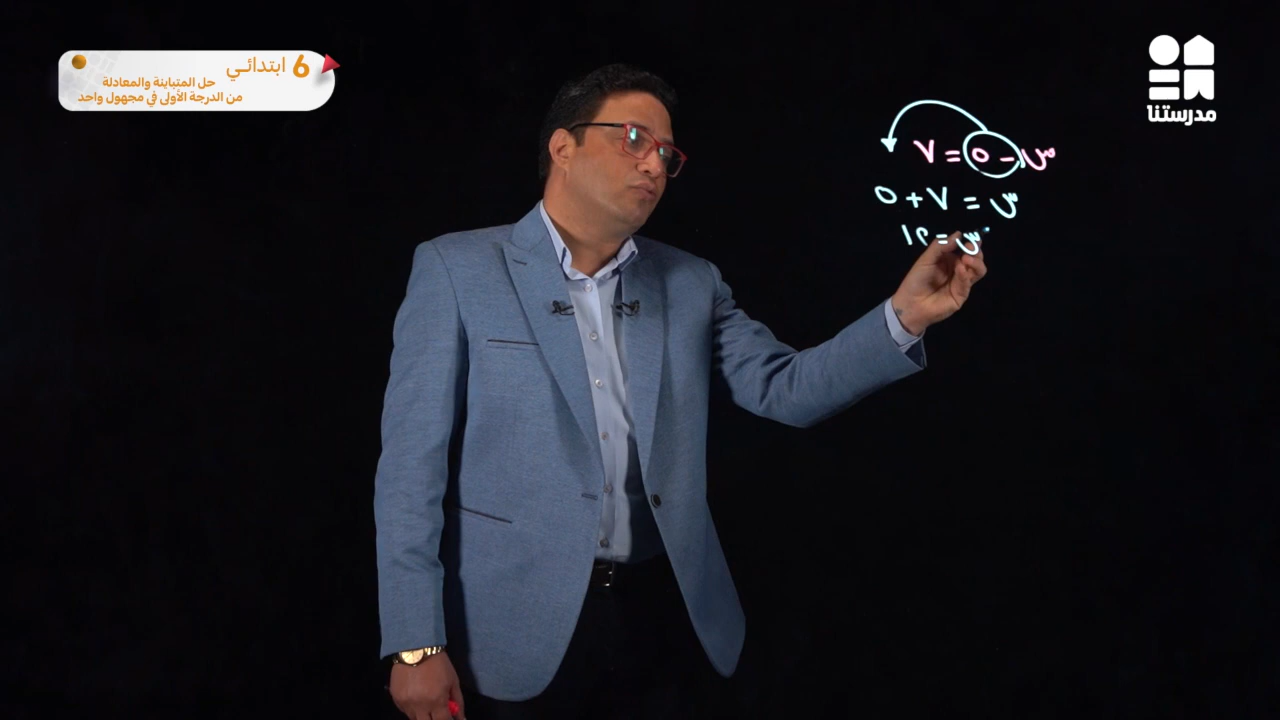 6 ابتدائي
حل المتباينة والمعادلة
من الدرجة الأولى في مجهول واحد
مدرستنا
س - ٥ = ٧
س = ٧ + ٥
س = ١٢